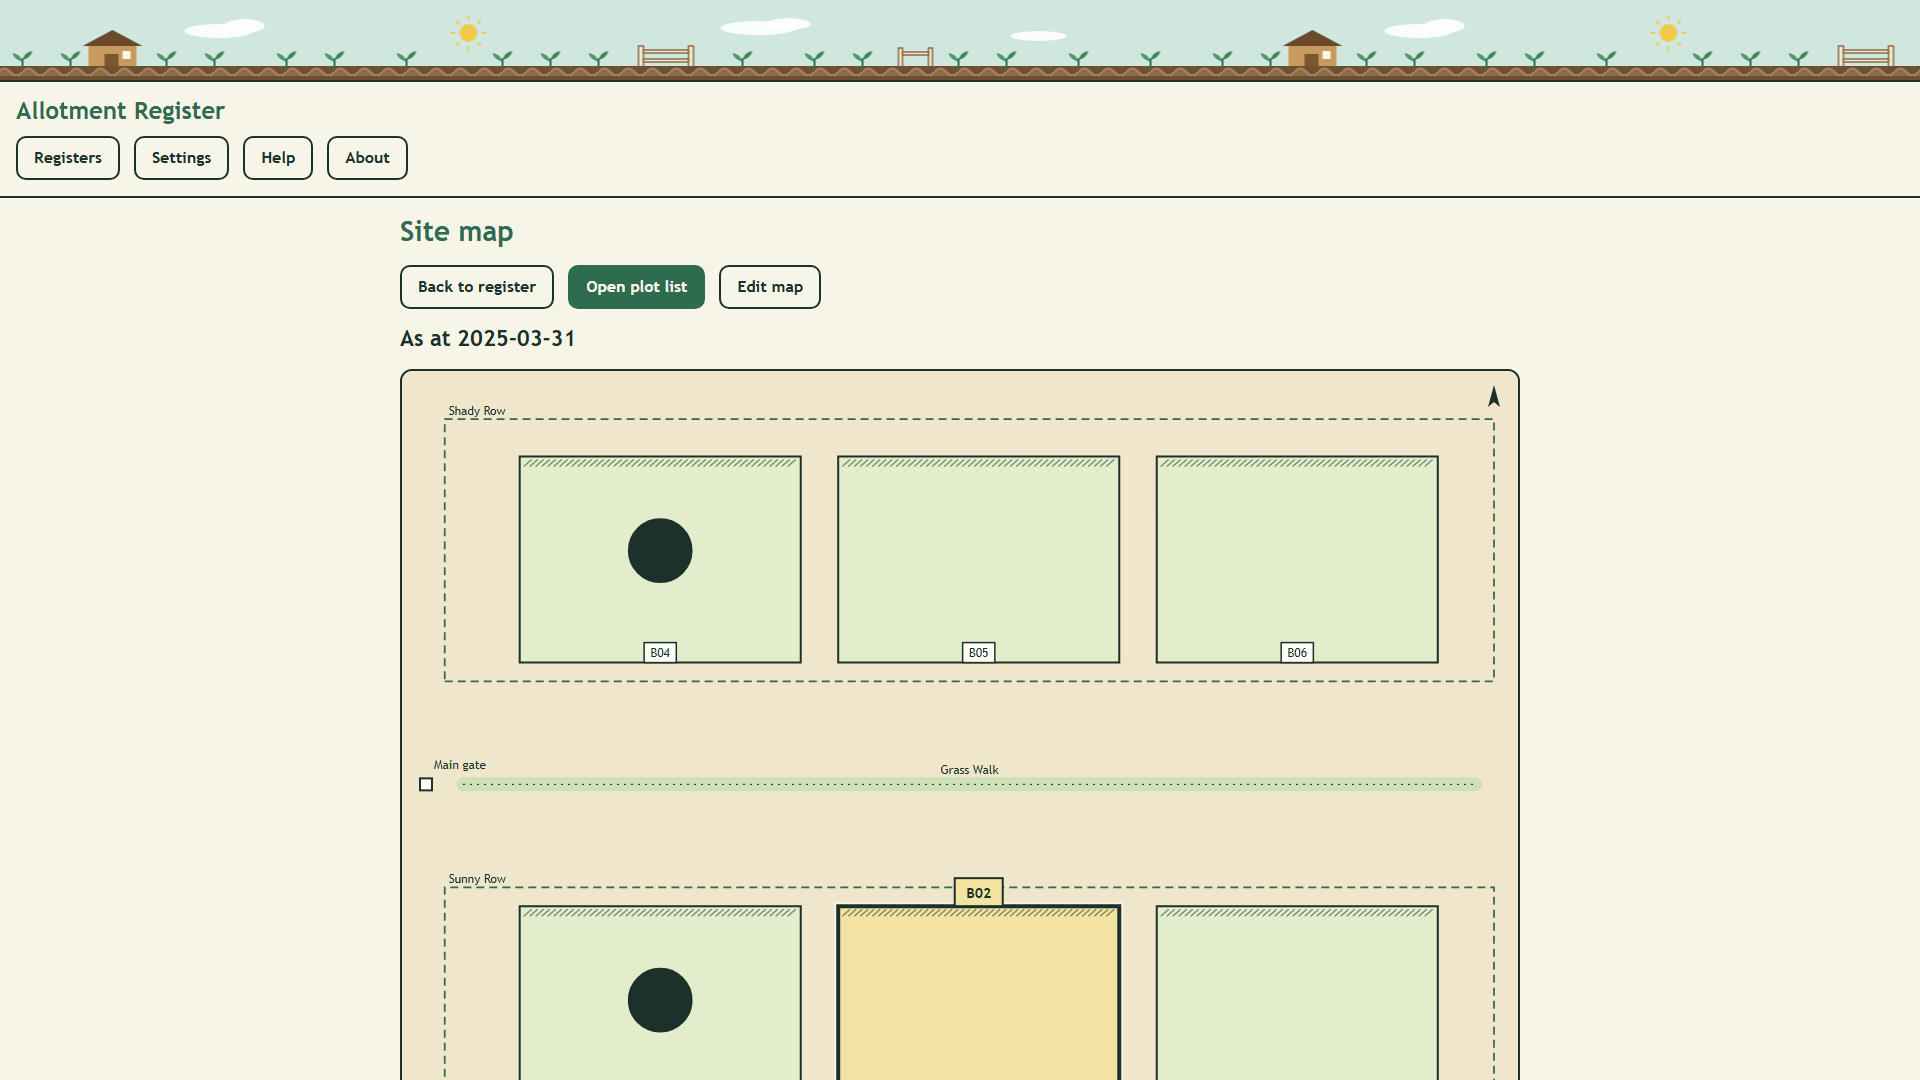 Allotment Register
Registers Settings Help About
Site map
Back to register Open plot list Edit map
As at 2025-03-31
Shady Row
B04 B05 B06
Main gate
Grass Walk
Sunny Row
B02